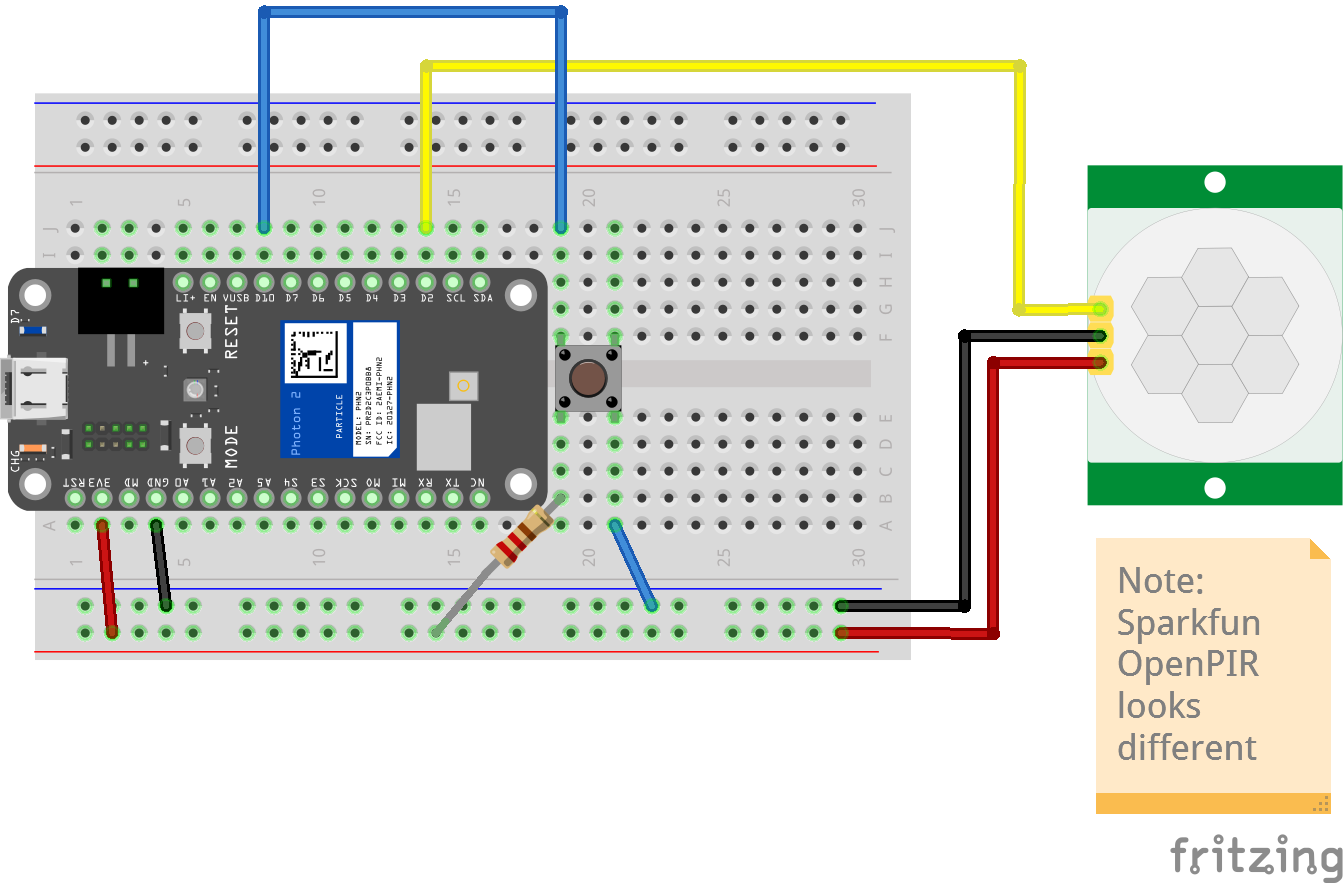 1 5 10 15 20 25 30
J J
I I
H
G
F
LI+ EN VUSB D10 D7 D6 D5 D4 D3 D2 SCL SDA
D7
RESET
+
Photon 2
PARTICLE
MODEL: PHN2
FCC ID: 2AEMI-PHN2
IC: 20127-PHN2
MODE
CHG
RST 3V3 MD GND A0 A1 A2 A5 S4 S3 SCK MO MI RX TX NC
E
D
C
B
A A
1 5 10 15 20 25 30
Note:
Sparkfun
OpenPIR
looks
different
fritzing